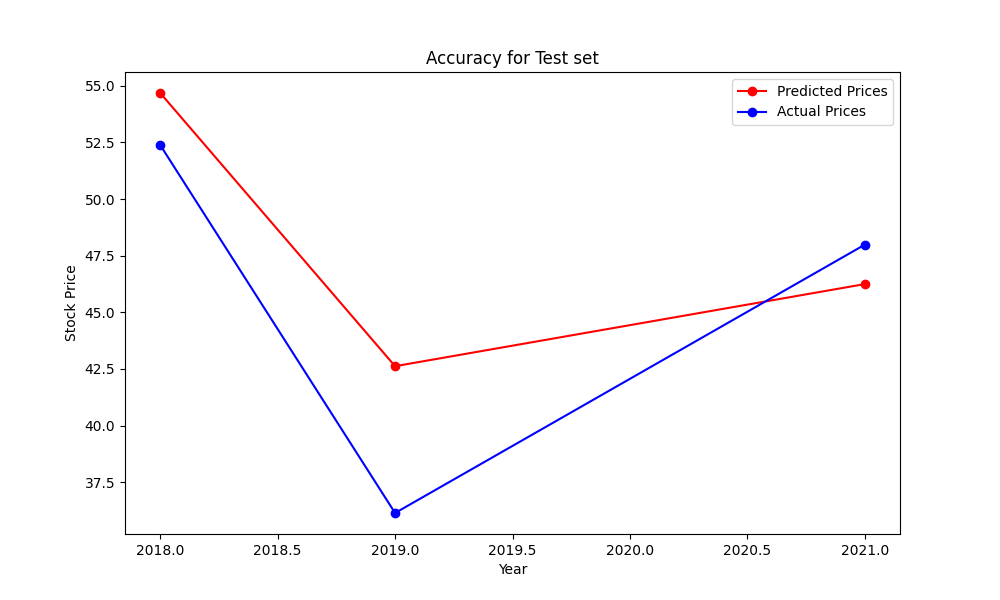 Accuracy for Test set
Predicted Prices
Actual Prices
Stock Price
55.0
52.5
50.0
47.5
45.0
42.5
40.0
37.5
2018.0 2018.5 2019.0 2019.5 2020.0 2020.5 2021.0
Year